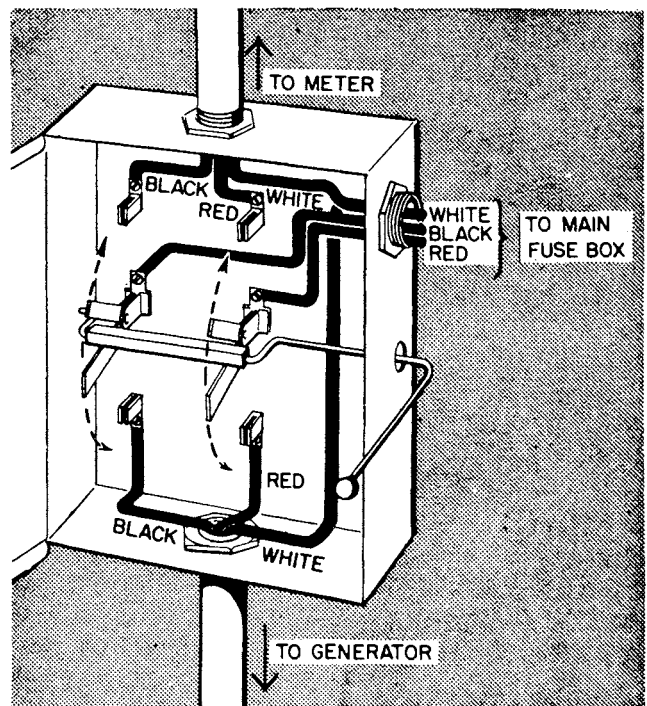 TO METER
BLACK
RED
WHITE
WHITE
BLACK
RED
TO MAIN
FUSE BOX
RED
BLACK
WHITE
TO GENERATOR